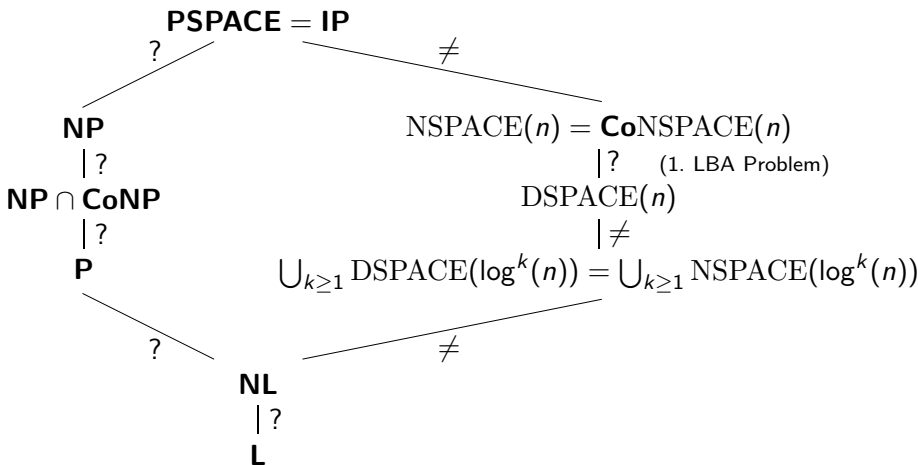 PSPACE = IP
? ≠
NP NSPACE(n) = CoNSPACE(n)
? ? (1. LBA Problem)
NP ∩ CoNP DSPACE(n)
? ≠
P ⋃k≥1 DSPACE(log^k(n)) = ⋃k≥1 NSPACE(log^k(n))
? ≠
NL
?
L